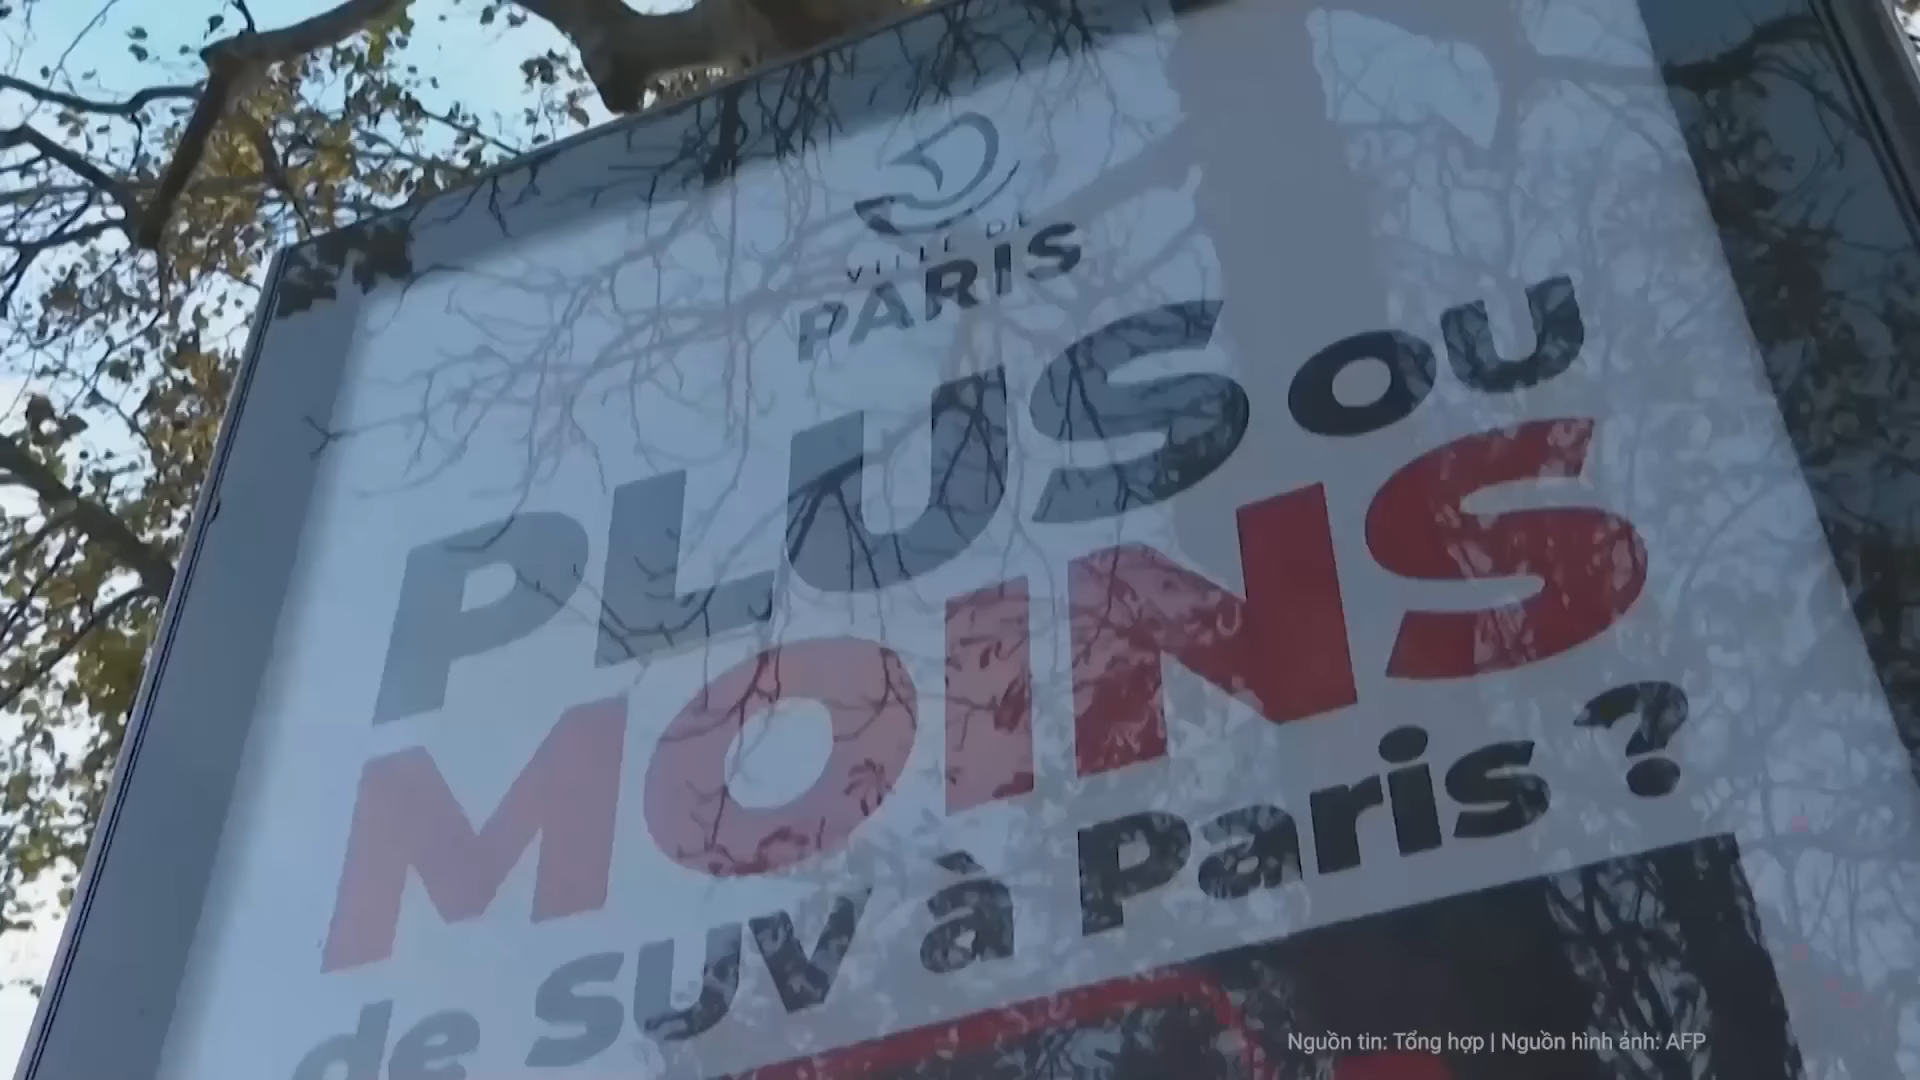 VILLE DE
PARIS
PLUS OU
MOINS
de SUV à Paris ?
Nguồn tin: Tổng hợp | Nguồn hình ảnh: AFP